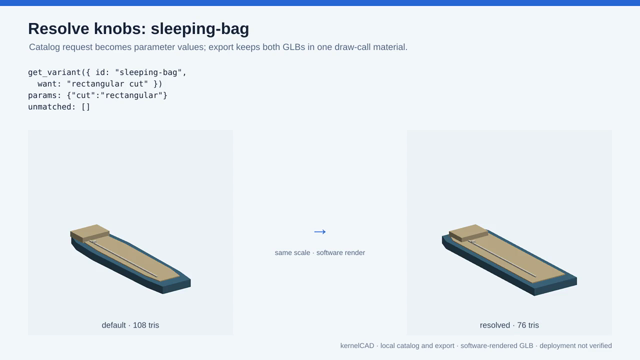 Resolve knobs: sleeping-bag
Catalog request becomes parameter values; export keeps both GLBs in one draw-call material.
get_variant({ id: "sleeping-bag",
  want: "rectangular cut" })
params: {"cut":"rectangular"}
unmatched: []
→
same scale · software render
default · 108 tris
resolved · 76 tris
kernelCAD · local catalog and export · software-rendered GLB · deployment not verified